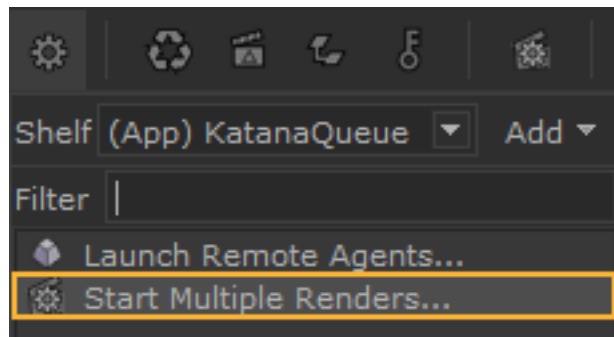 Shelf (App) KatanaQueue Add
Filter
Launch Remote Agents...
Start Multiple Renders...